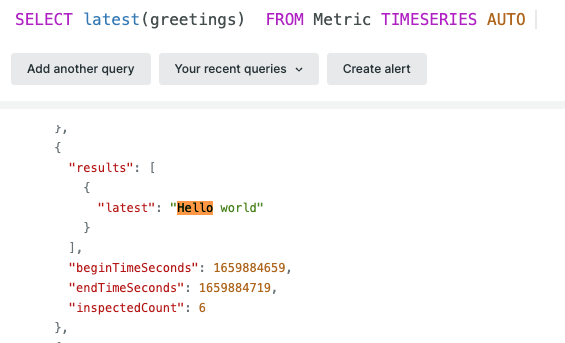 SELECT latest(greetings)  FROM Metric TIMESERIES AUTO
Add another query
Your recent queries
Create alert
},
{
"results": [
{
"latest": "Hello world"
}
],
"beginTimeSeconds": 1659884659,
"endTimeSeconds": 1659884719,
"inspectedCount": 6
},